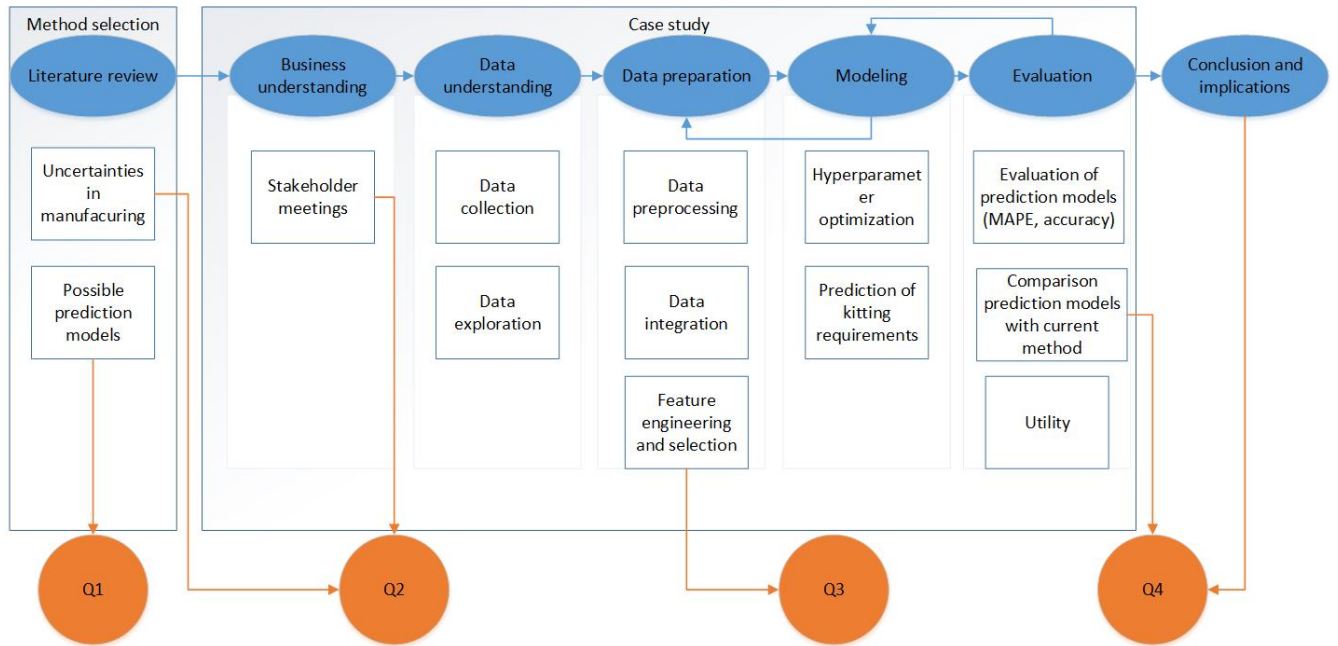 Method selection
Case study
Literature review
Business
understanding
Data
understanding
Data preparation
Modeling
Evaluation
Conclusion and
implications
Uncertainties
in
manufacuring
Stakeholder
meetings
Data
collection
Data
preprocessing
Hyperparamet
er
optimization
Evaluation of
prediction models
(MAPE, accuracy)
Possible
prediction
models
Data
exploration
Data
integration
Prediction of
kitting
requirements
Comparison
prediction models
with current
method
Feature
engineering
and selection
Utility
Q1
Q2
Q3
Q4